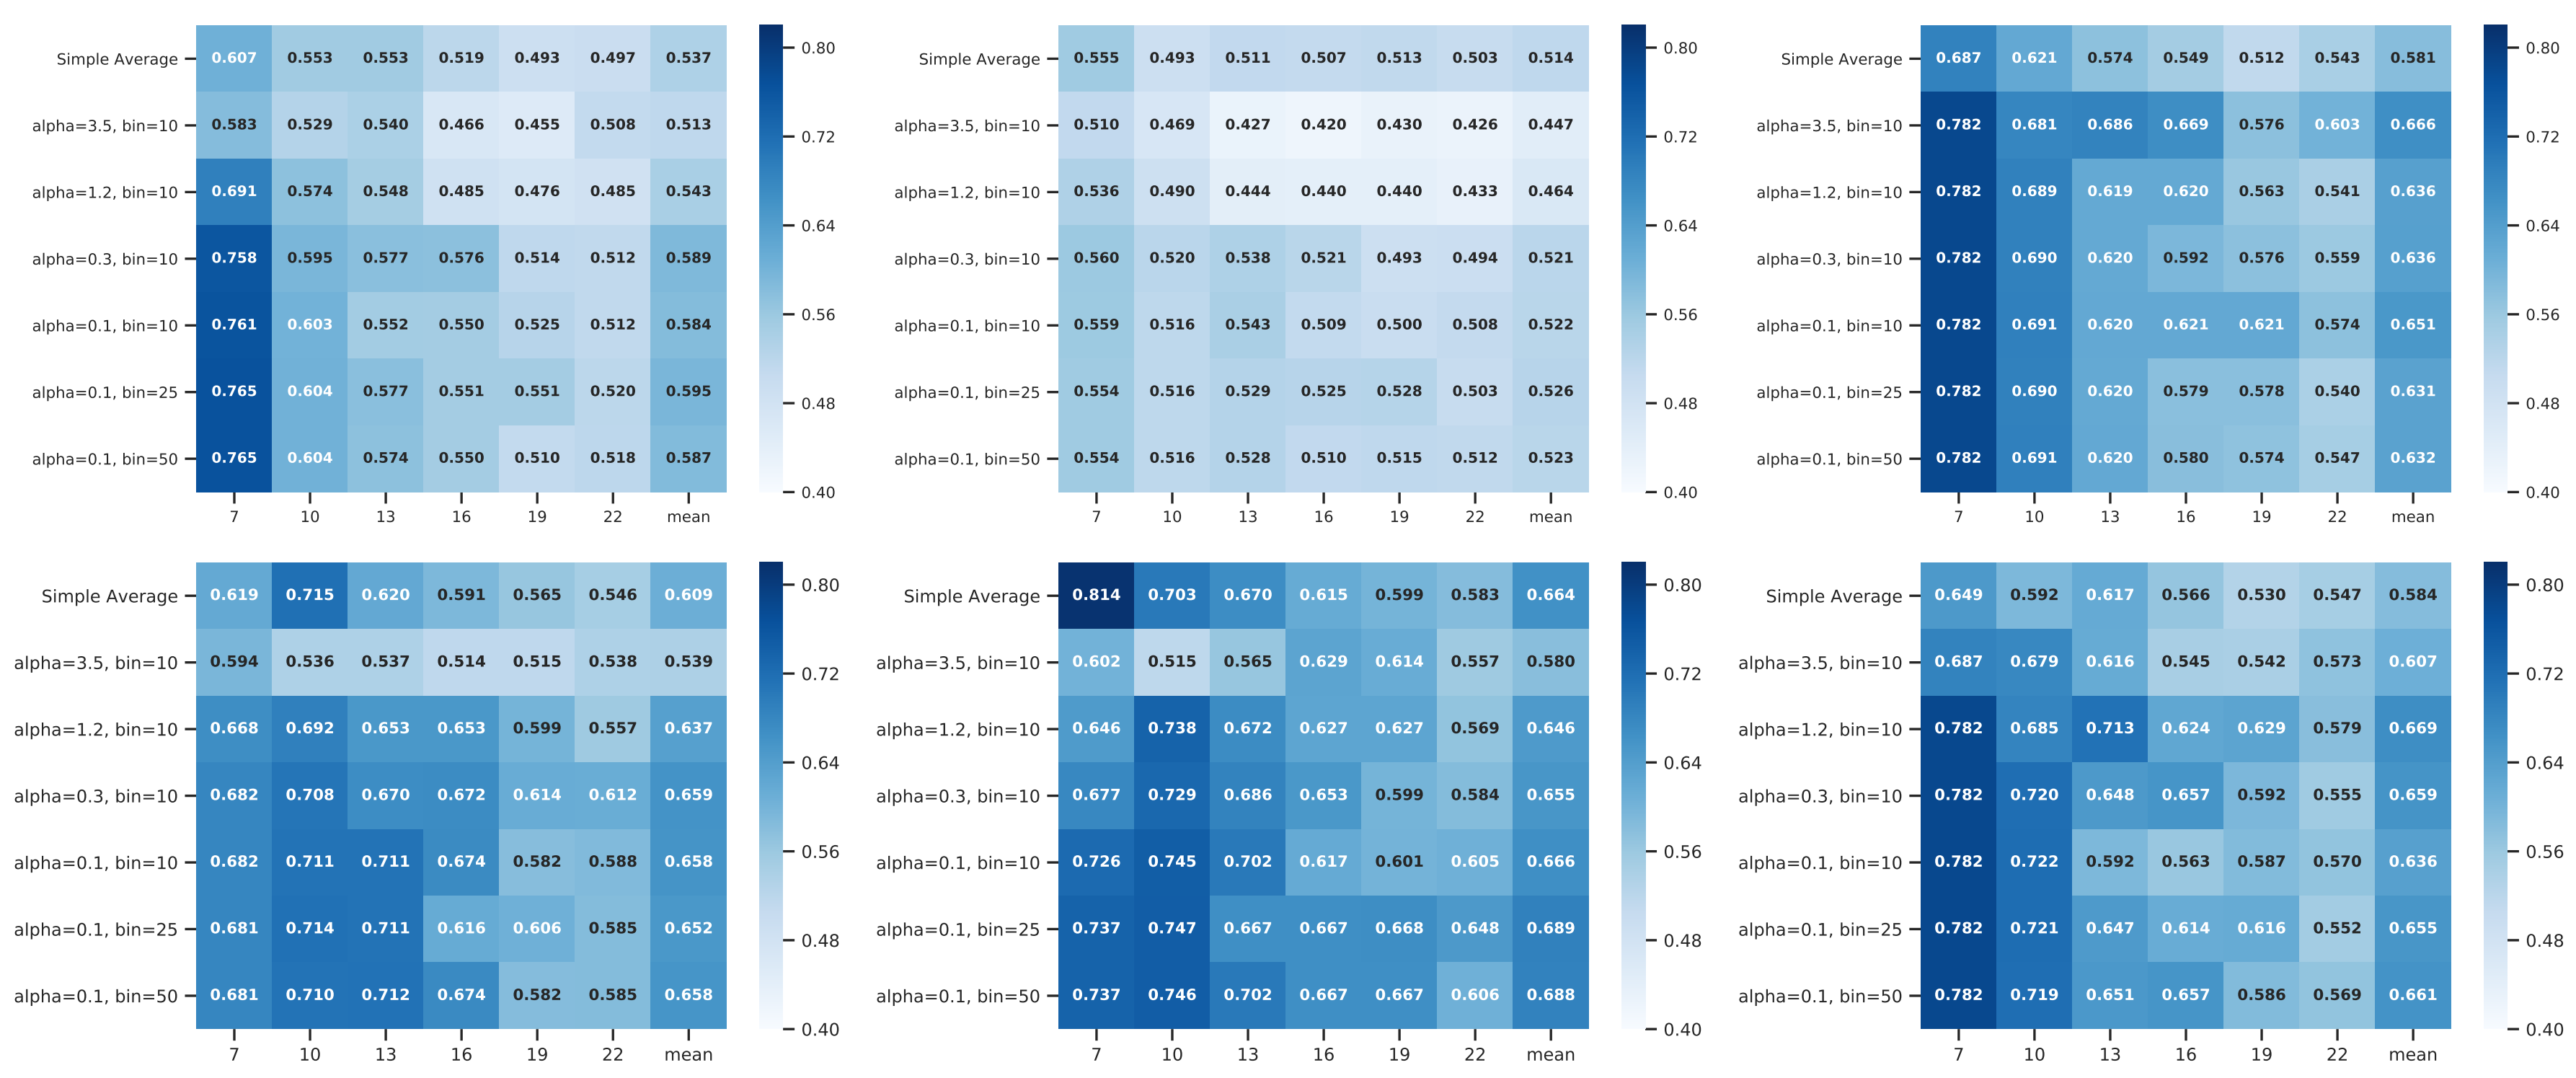 Simple Average 0.607 0.553 0.553 0.519 0.493 0.497 0.537
alpha=3.5, bin=10 0.583 0.529 0.540 0.466 0.455 0.508 0.513
alpha=1.2, bin=10 0.691 0.574 0.548 0.485 0.476 0.485 0.543
alpha=0.3, bin=10 0.758 0.595 0.577 0.576 0.514 0.512 0.589
alpha=0.1, bin=10 0.761 0.603 0.552 0.550 0.525 0.512 0.584
alpha=0.1, bin=25 0.765 0.604 0.577 0.551 0.551 0.520 0.595
alpha=0.1, bin=50 0.765 0.604 0.574 0.550 0.510 0.518 0.587
7 10 13 16 19 22 mean
0.80
0.72
0.64
0.56
0.48
0.40
Simple Average 0.555 0.493 0.511 0.507 0.513 0.503 0.514
alpha=3.5, bin=10 0.510 0.469 0.427 0.420 0.430 0.426 0.447
alpha=1.2, bin=10 0.536 0.490 0.444 0.440 0.440 0.433 0.464
alpha=0.3, bin=10 0.560 0.520 0.538 0.521 0.493 0.494 0.521
alpha=0.1, bin=10 0.559 0.516 0.543 0.509 0.500 0.508 0.522
alpha=0.1, bin=25 0.554 0.516 0.529 0.525 0.528 0.503 0.526
alpha=0.1, bin=50 0.554 0.516 0.528 0.510 0.515 0.512 0.523
7 10 13 16 19 22 mean
0.80
0.72
0.64
0.56
0.48
0.40
Simple Average 0.687 0.621 0.574 0.549 0.512 0.543 0.581
alpha=3.5, bin=10 0.782 0.681 0.686 0.669 0.576 0.603 0.666
alpha=1.2, bin=10 0.782 0.689 0.619 0.620 0.563 0.541 0.636
alpha=0.3, bin=10 0.782 0.690 0.620 0.592 0.576 0.559 0.636
alpha=0.1, bin=10 0.782 0.691 0.620 0.621 0.621 0.574 0.651
alpha=0.1, bin=25 0.782 0.690 0.620 0.579 0.578 0.540 0.631
alpha=0.1, bin=50 0.782 0.691 0.620 0.580 0.574 0.547 0.632
7 10 13 16 19 22 mean
0.80
0.72
0.64
0.56
0.48
0.40
Simple Average 0.619 0.715 0.620 0.591 0.565 0.546 0.609
alpha=3.5, bin=10 0.594 0.536 0.537 0.514 0.515 0.538 0.539
alpha=1.2, bin=10 0.668 0.692 0.653 0.653 0.599 0.557 0.637
alpha=0.3, bin=10 0.682 0.708 0.670 0.672 0.614 0.612 0.659
alpha=0.1, bin=10 0.682 0.711 0.711 0.674 0.582 0.588 0.658
alpha=0.1, bin=25 0.681 0.714 0.711 0.616 0.606 0.585 0.652
alpha=0.1, bin=50 0.681 0.710 0.712 0.674 0.582 0.585 0.658
7 10 13 16 19 22 mean
0.80
0.72
0.64
0.56
0.48
0.40
Simple Average 0.814 0.703 0.670 0.615 0.599 0.583 0.664
alpha=3.5, bin=10 0.602 0.515 0.565 0.629 0.614 0.557 0.580
alpha=1.2, bin=10 0.646 0.738 0.672 0.627 0.627 0.569 0.646
alpha=0.3, bin=10 0.677 0.729 0.686 0.653 0.599 0.584 0.655
alpha=0.1, bin=10 0.726 0.745 0.702 0.617 0.601 0.605 0.666
alpha=0.1, bin=25 0.737 0.747 0.667 0.667 0.668 0.648 0.689
alpha=0.1, bin=50 0.737 0.746 0.702 0.667 0.667 0.606 0.688
7 10 13 16 19 22 mean
0.80
0.72
0.64
0.56
0.48
0.40
Simple Average 0.649 0.592 0.617 0.566 0.530 0.547 0.584
alpha=3.5, bin=10 0.687 0.679 0.616 0.545 0.542 0.573 0.607
alpha=1.2, bin=10 0.782 0.685 0.713 0.624 0.629 0.579 0.669
alpha=0.3, bin=10 0.782 0.720 0.648 0.657 0.592 0.555 0.659
alpha=0.1, bin=10 0.782 0.722 0.592 0.563 0.587 0.570 0.636
alpha=0.1, bin=25 0.782 0.721 0.647 0.614 0.616 0.552 0.655
alpha=0.1, bin=50 0.782 0.719 0.651 0.657 0.586 0.569 0.661
7 10 13 16 19 22 mean
0.80
0.72
0.64
0.56
0.48
0.40